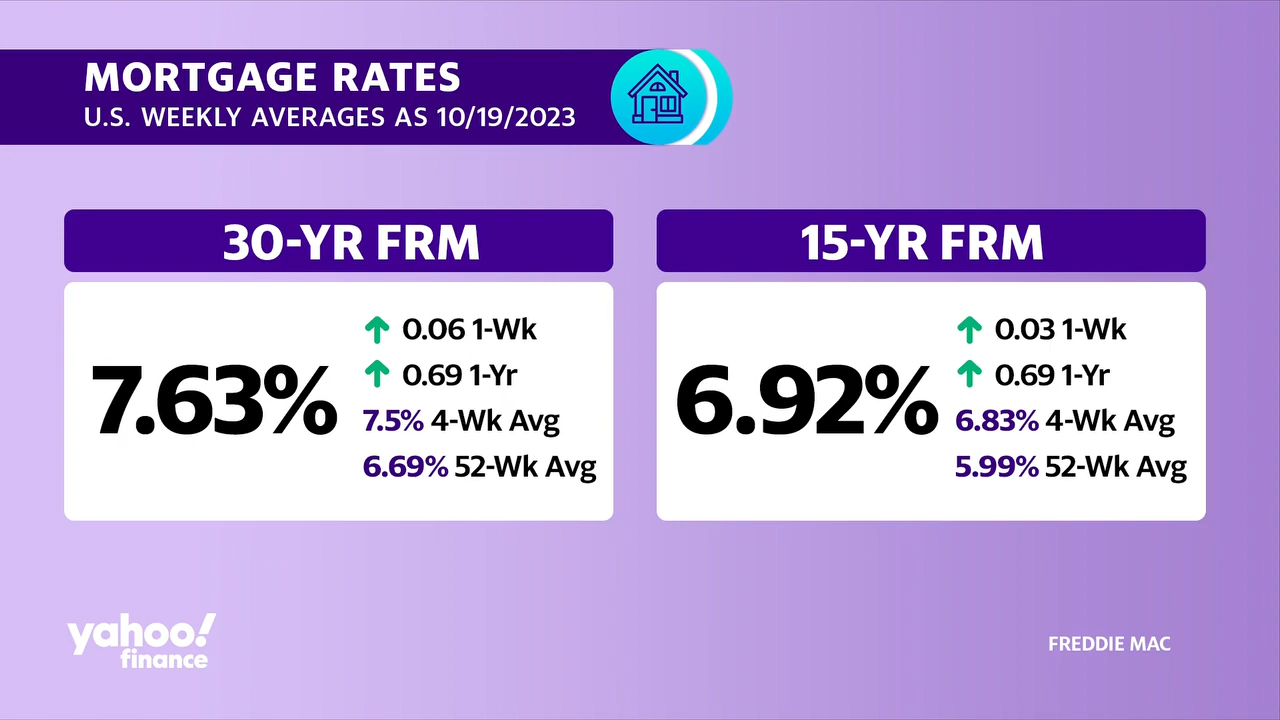 MORTGAGE RATES
U.S. WEEKLY AVERAGES AS 10/19/2023
30-YR FRM
7.63%
0.06 1-Wk
0.69 1-Yr
7.5% 4-Wk Avg
6.69% 52-Wk Avg
15-YR FRM
6.92%
0.03 1-Wk
0.69 1-Yr
6.83% 4-Wk Avg
5.99% 52-Wk Avg
yahoo!
finance
FREDDIE MAC